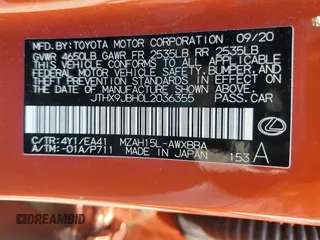 MFD. BY: TOYOTA MOTOR CORPORATION 09/20
GVWR 4650LB GAWR FR 2535LB RR 2535LB
THIS VEHICLE CONFORMS TO ALL APPLICABLE
FEDERAL MOTOR VEHICLE SAFETY, BUMPER, AND
THEFT PREVENTION STANDARDS IN EFFECT ON
THE DATE OF MANUFACTURE SHOWN ABOVE.
JTHX9JBH0L2036355 PASS. CAR
C/TR:4Y1/EA41 MZAH15L-AWXBBA
A/TM:-01A/P711 MADE IN JAPAN 153 A
DREAMBID